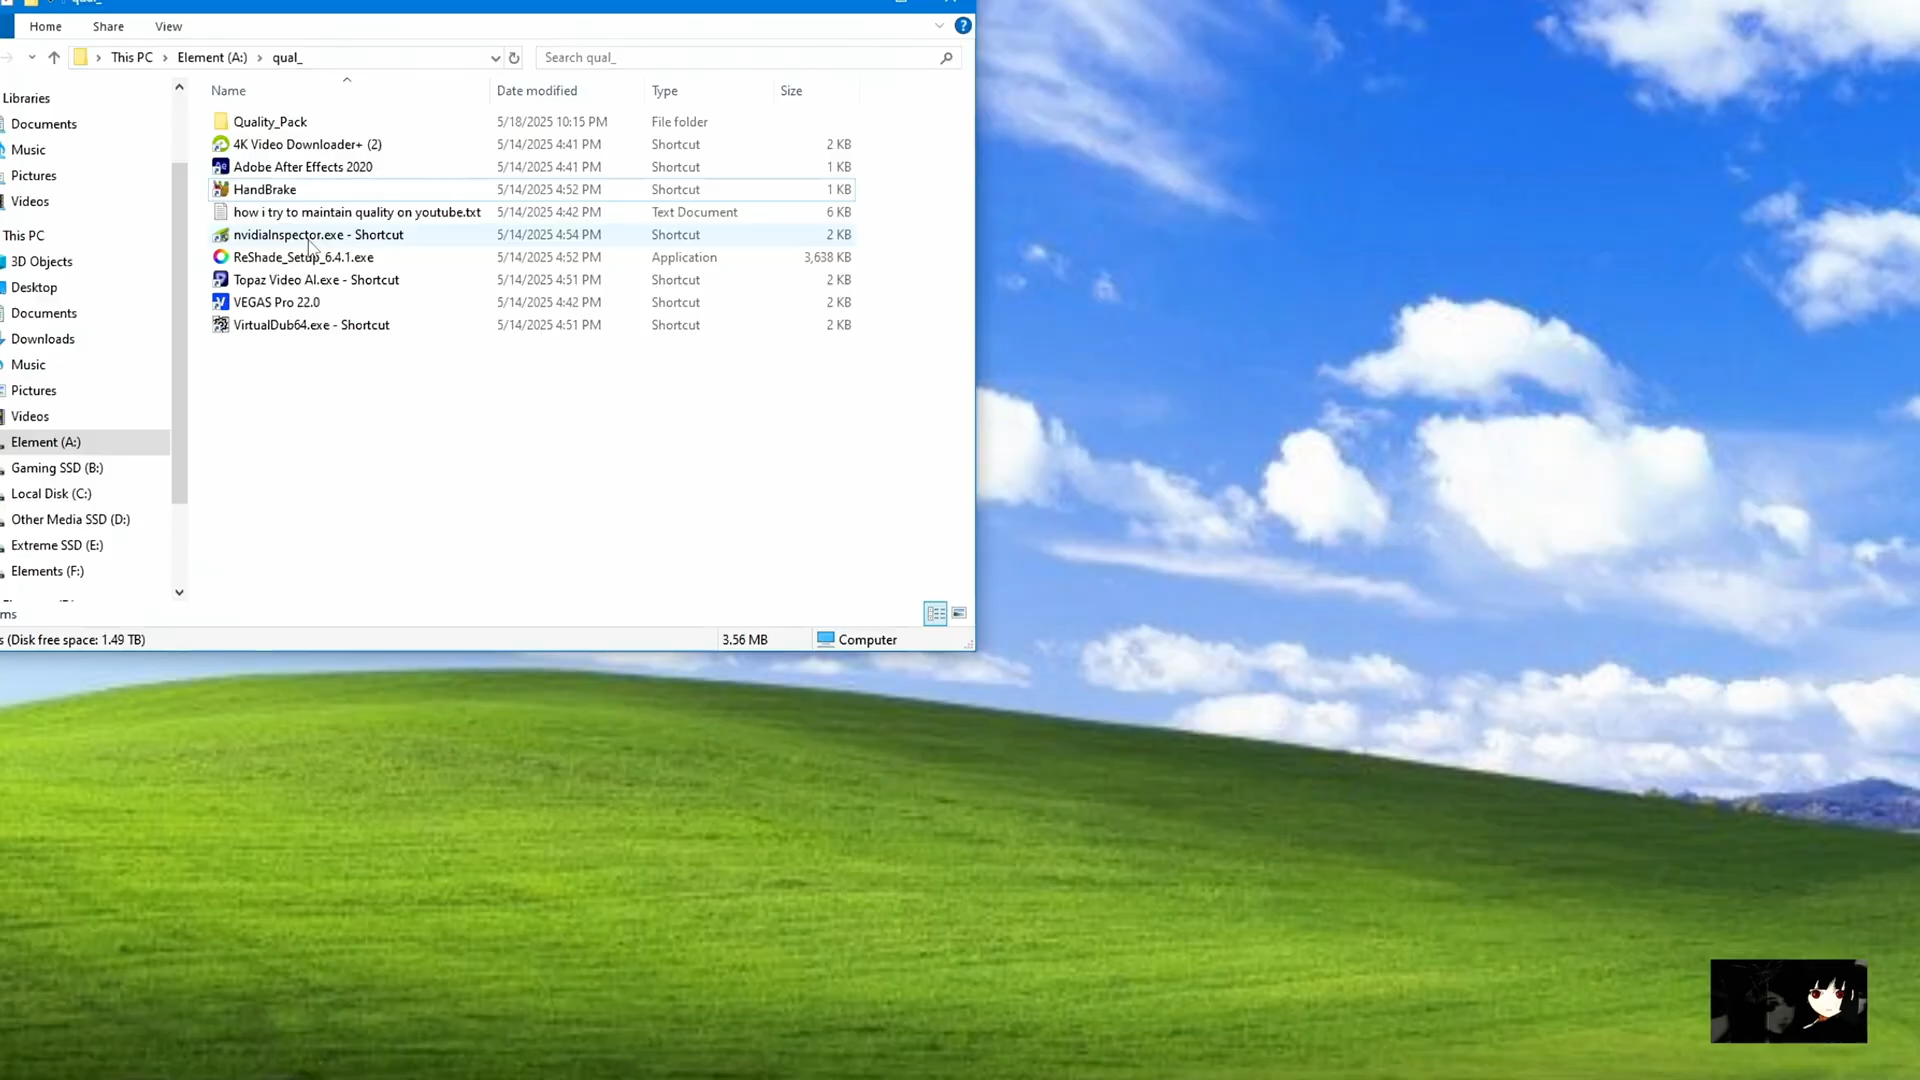 qual_
Home Share View
This PC > Element (A:) > qual_ Search qual_
Name Date modified Type Size
Libraries
Documents
Music
Pictures
Videos
This PC
3D Objects
Desktop
Documents
Downloads
Music
Pictures
Videos
Element (A:)
Gaming SSD (B:)
Local Disk (C:)
Other Media SSD (D:)
Extreme SSD (E:)
Elements (F:)
Quality_Pack 5/18/2025 10:15 PM File folder
4K Video Downloader+ (2) 5/14/2025 4:41 PM Shortcut 2 KB
Adobe After Effects 2020 5/14/2025 4:41 PM Shortcut 1 KB
HandBrake 5/14/2025 4:52 PM Shortcut 1 KB
how i try to maintain quality on youtube.txt 5/14/2025 4:42 PM Text Document 6 KB
nvidiaInspector.exe - Shortcut 5/14/2025 4:54 PM Shortcut 2 KB
ReShade_Setup_6.4.1.exe 5/14/2025 4:52 PM Application 3,638 KB
Topaz Video AI.exe - Shortcut 5/14/2025 4:51 PM Shortcut 2 KB
VEGAS Pro 22.0 5/14/2025 4:42 PM Shortcut 2 KB
VirtualDub64.exe - Shortcut 5/14/2025 4:51 PM Shortcut 2 KB
ms
s (Disk free space: 1.49 TB) 3.56 MB Computer